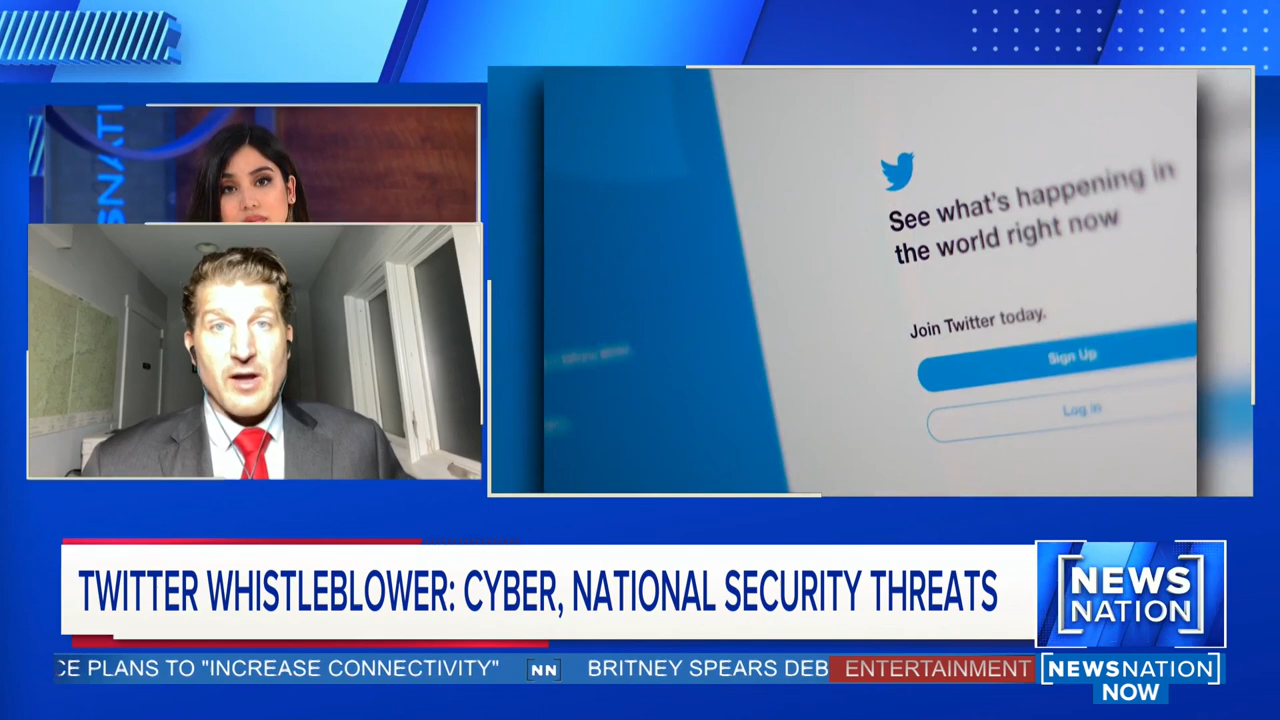 SNATI
See what's happening in
the world right now
Join Twitter today.
Sign Up
Log in
TWITTER WHISTLEBLOWER: CYBER, NATIONAL SECURITY THREATS
NEWS
NATION
CE PLANS TO "INCREASE CONNECTIVITY" NN BRITNEY SPEARS DEB ENTERTAINMENT
NEWSNATION
NOW